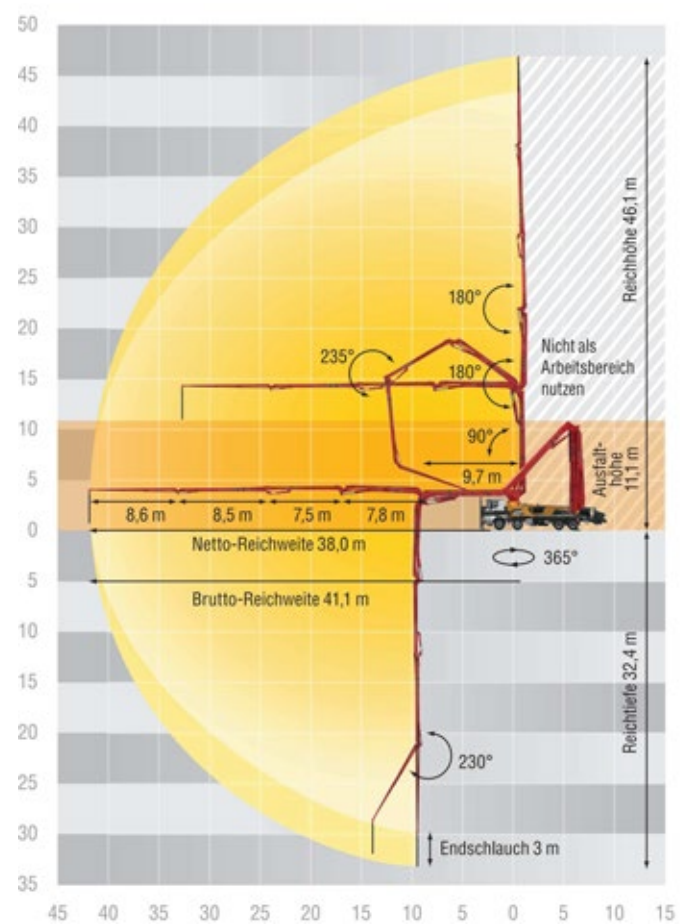 50
45
40
35
30
25
20
15
10
5
0
5
10
15
20
25
30
35
Reichhöhe 46,1 m
180°
235°
Nicht als
Arbeitsbereich
nutzen
180°
90°
9,7 m
Ausfalt-
höhe
11,1 m
8,6 m 8,5 m 7,5 m 7,8 m
Netto-Reichweite 38,0 m
365°
Brutto-Reichweite 41,1 m
Reichtiefe 32,4 m
230°
Endschlauch 3 m
45 40 35 30 25 20 15 10 5 0 5 10 15